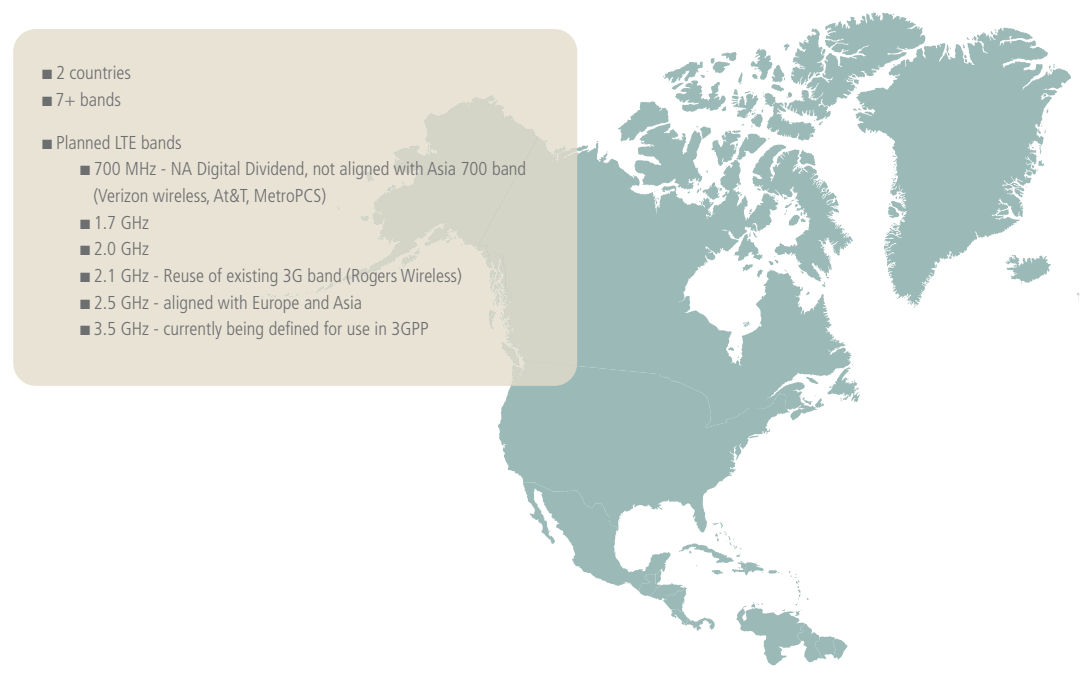 ■ 2 countries
■ 7+ bands
■ Planned LTE bands
■ 700 MHz - NA Digital Dividend, not aligned with Asia 700 band
(Verizon wireless, At&T, MetroPCS)
■ 1.7 GHz
■ 2.0 GHz
■ 2.1 GHz - Reuse of existing 3G band (Rogers Wireless)
■ 2.5 GHz - aligned with Europe and Asia
■ 3.5 GHz - currently being defined for use in 3GPP